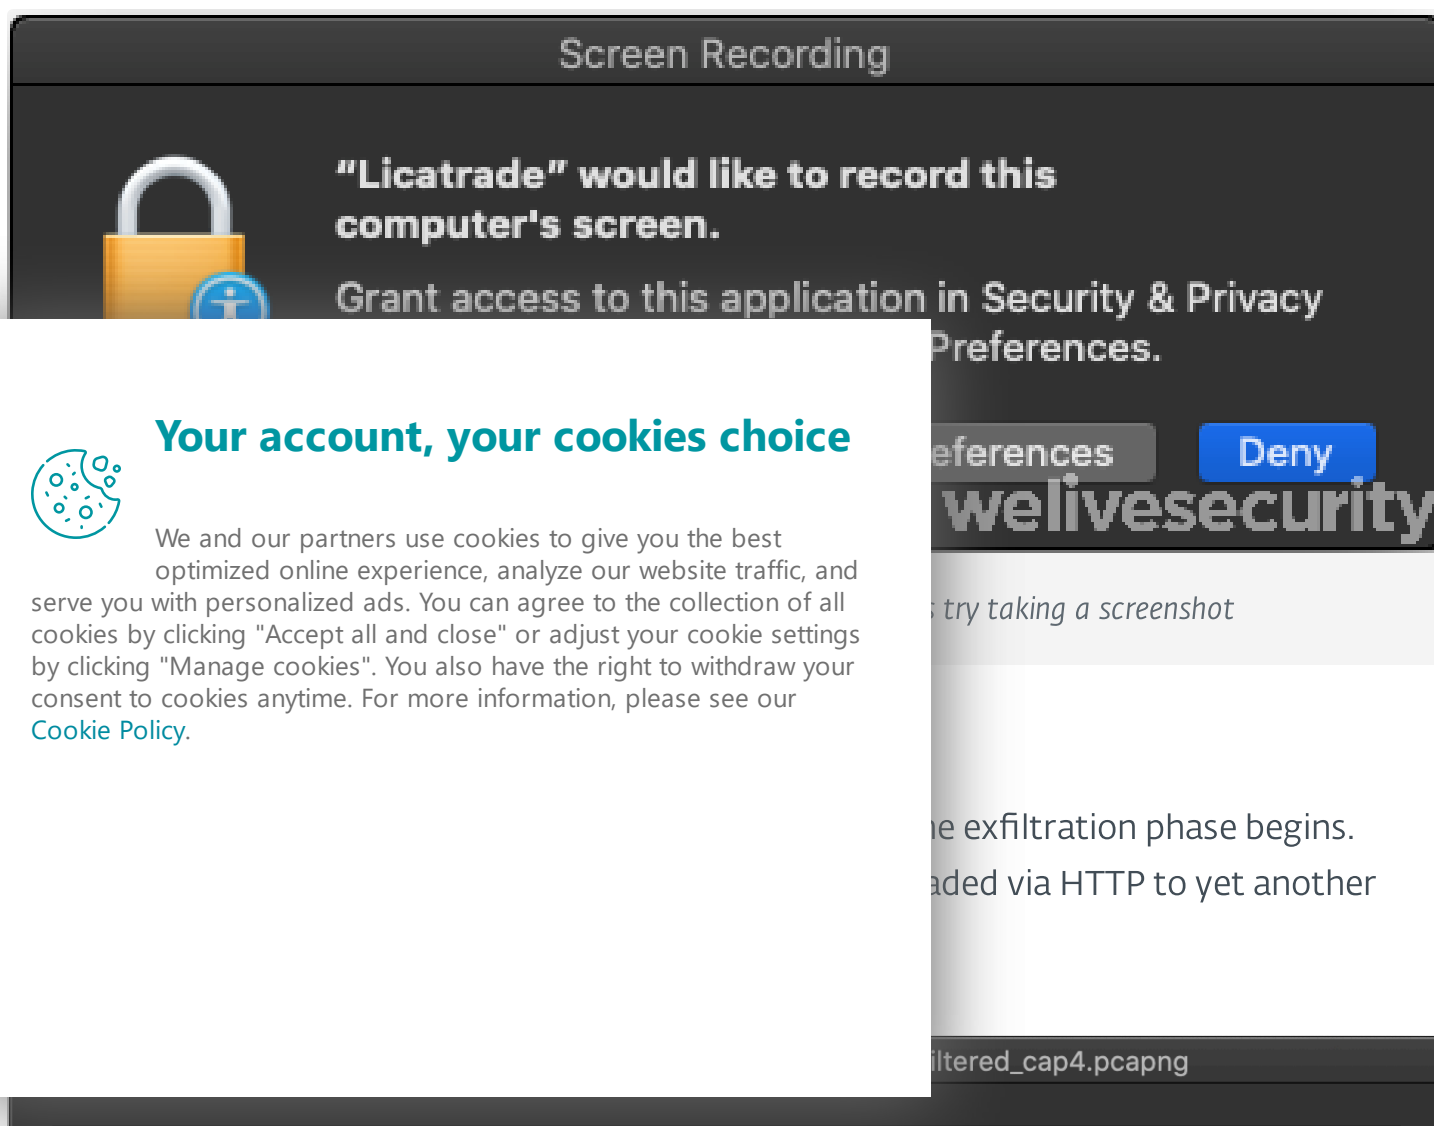 Screen Recording
“Licatrade” would like to record this
computer's screen.
Grant access to this application in Security & Privacy
Preferences.
Your account, your cookies choice
Deny
welivesecurity
We and our partners use cookies to give you the best
optimized online experience, analyze our website traffic, and
serve you with personalized ads. You can agree to the collection of all
cookies by clicking "Accept all and close" or adjust your cookie settings
by clicking "Manage cookies". You also have the right to withdraw your
consent to cookies anytime. For more information, please see our
Cookie Policy.
try taking a screenshot
exfiltration phase begins.
via HTTP to yet another